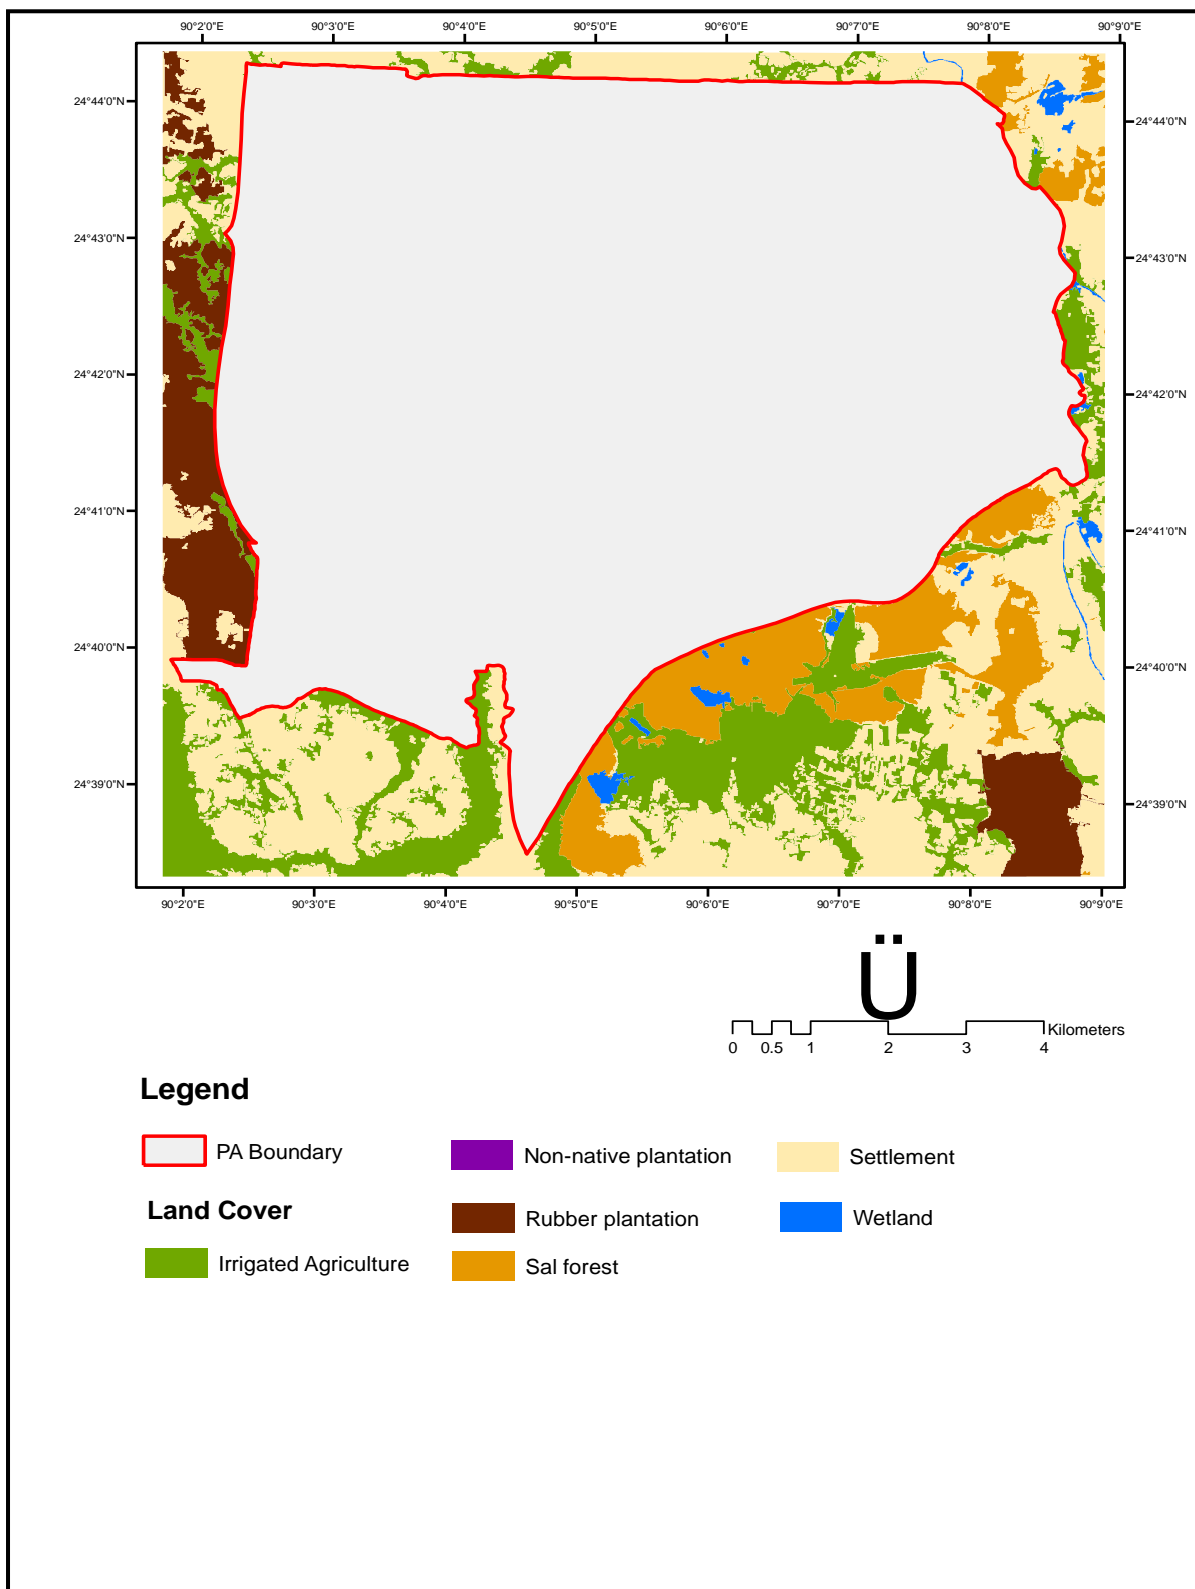 90°2'0"E 90°3'0"E 90°4'0"E 90°5'0"E 90°6'0"E 90°7'0"E 90°8'0"E 90°9'0"E
24°44'0"N 24°44'0"N
24°43'0"N 24°43'0"N
24°42'0"N 24°42'0"N
24°41'0"N 24°41'0"N
24°40'0"N 24°40'0"N
24°39'0"N 24°39'0"N
90°2'0"E 90°3'0"E 90°4'0"E 90°5'0"E 90°6'0"E 90°7'0"E 90°8'0"E 90°9'0"E
Ü
Kilometers
0 0.5 1 2 3 4
Legend
PA Boundary
Non-native plantation
Settlement
Land Cover
Rubber plantation
Wetland
Irrigated Agriculture
Sal forest